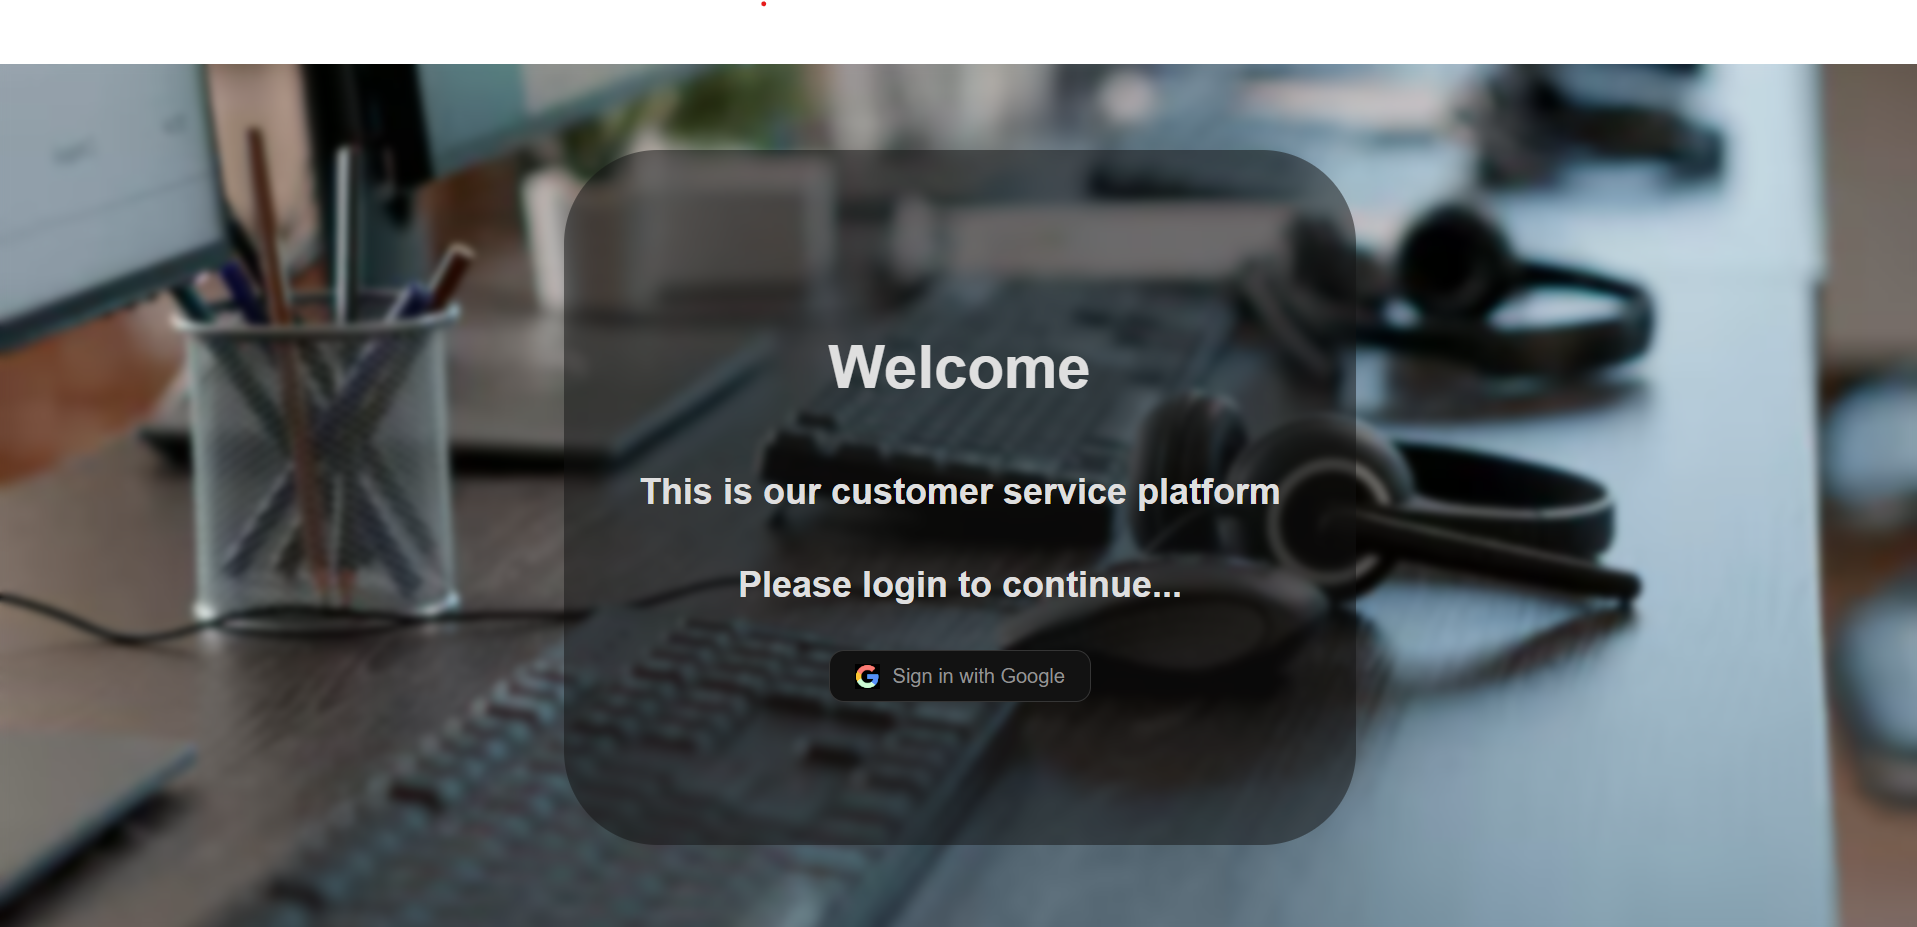 Welcome
This is our customer service platform
Please login to continue...
Sign in with Google